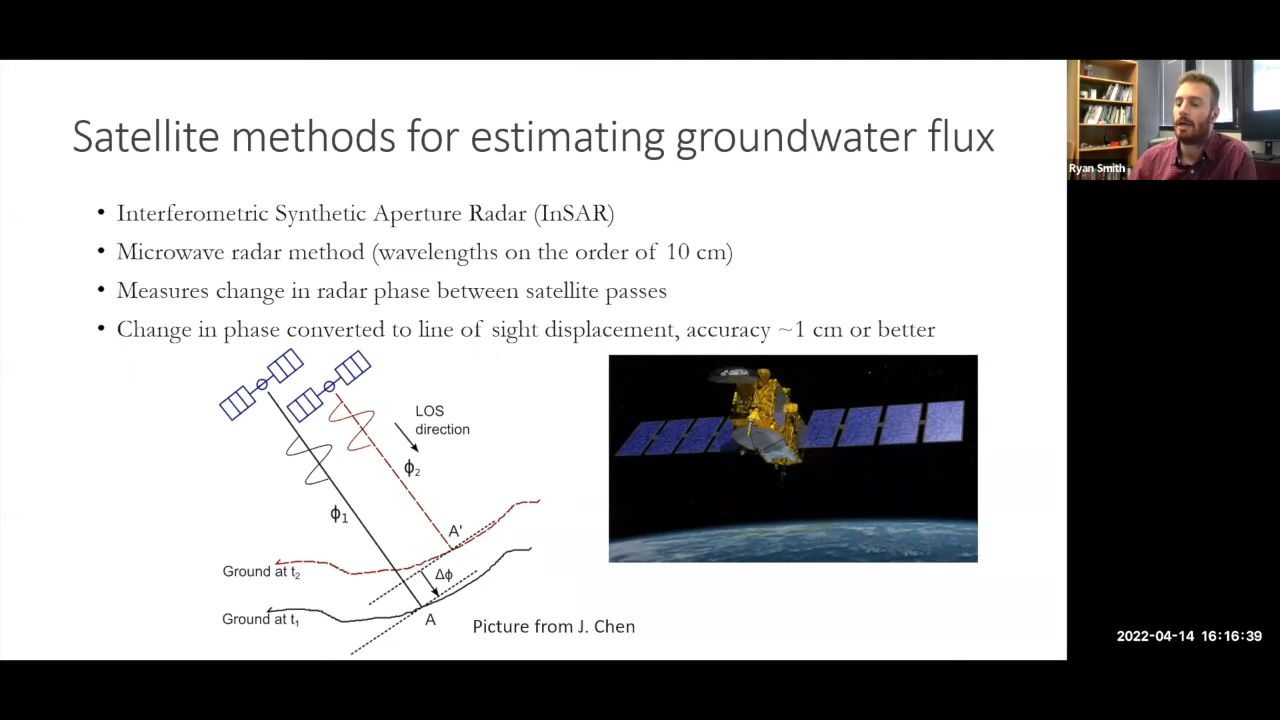 Satellite methods for estimating groundwater flux
Ryan Smith
• Interferometric Synthetic Aperture Radar (InSAR)
• Microwave radar method (wavelengths on the order of 10 cm)
• Measures change in radar phase between satellite passes
• Change in phase converted to line of sight displacement, accuracy ~1 cm or better
LOS
direction
ϕ2
ϕ1
A'
Ground at t2
Δϕ
Ground at t1
A
Picture from J. Chen
2022-04-14 16:16:39